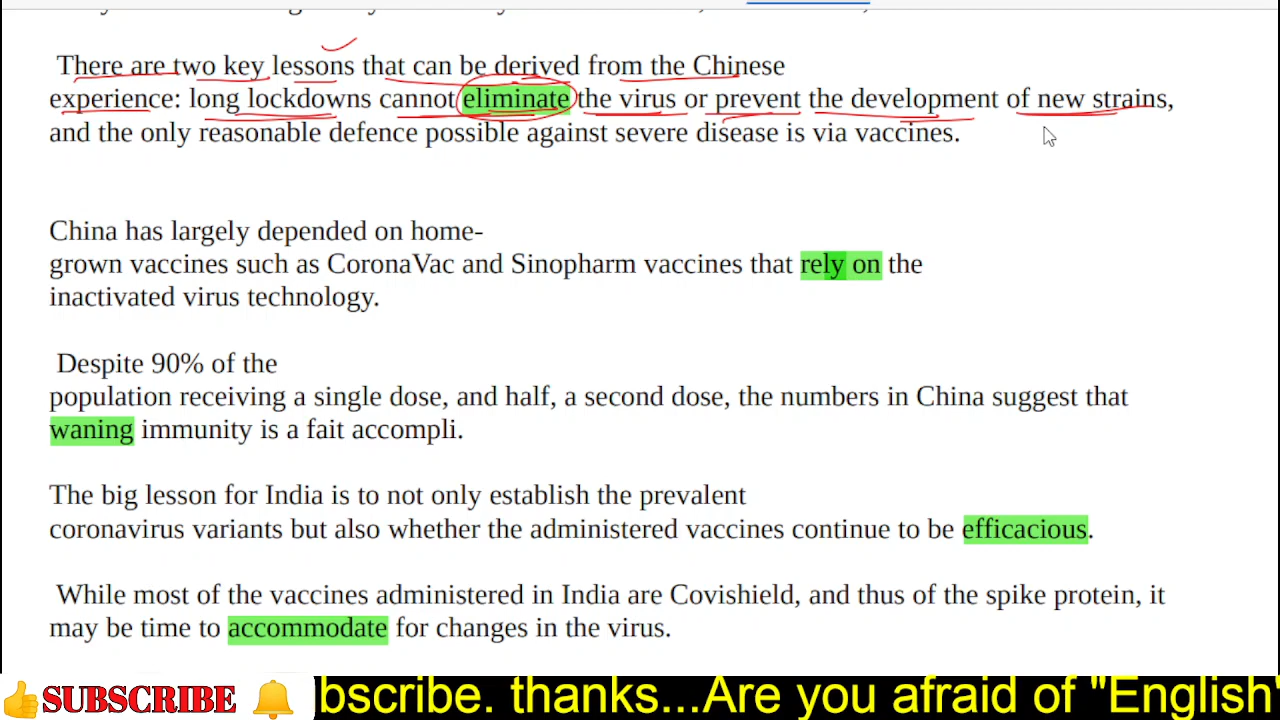 There are two key lessons that can be derived from the Chinese
experience: long lockdowns cannot eliminate the virus or prevent the development of new strains,
and the only reasonable defence possible against severe disease is via vaccines.
China has largely depended on home-
grown vaccines such as CoronaVac and Sinopharm vaccines that rely on the
inactivated virus technology.
Despite 90% of the
population receiving a single dose, and half, a second dose, the numbers in China suggest that
waning immunity is a fait accompli.
The big lesson for India is to not only establish the prevalent
coronavirus variants but also whether the administered vaccines continue to be efficacious.
While most of the vaccines administered in India are Covishield, and thus of the spike protein, it
may be time to accommodate for changes in the virus.
SUBSCRIBE bscribe. thanks...Are you afraid of "English"